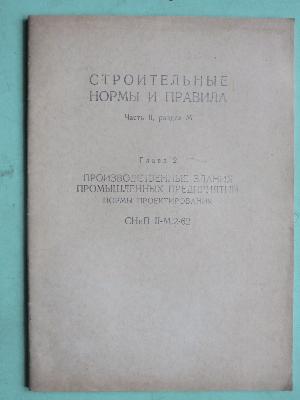 СТРОИТЕЛЬНЫЕ
НОРМЫ И ПРАВИЛА
Часть II, раздел М
Глава 2
ПРОИЗВОДСТВЕННЫЕ ЗДАНИЯ
ПРОМЫШЛЕННЫХ ПРЕДПРИЯТИЙ
НОРМЫ ПРОЕКТИРОВАНИЯ
СНиП II-М.2-62